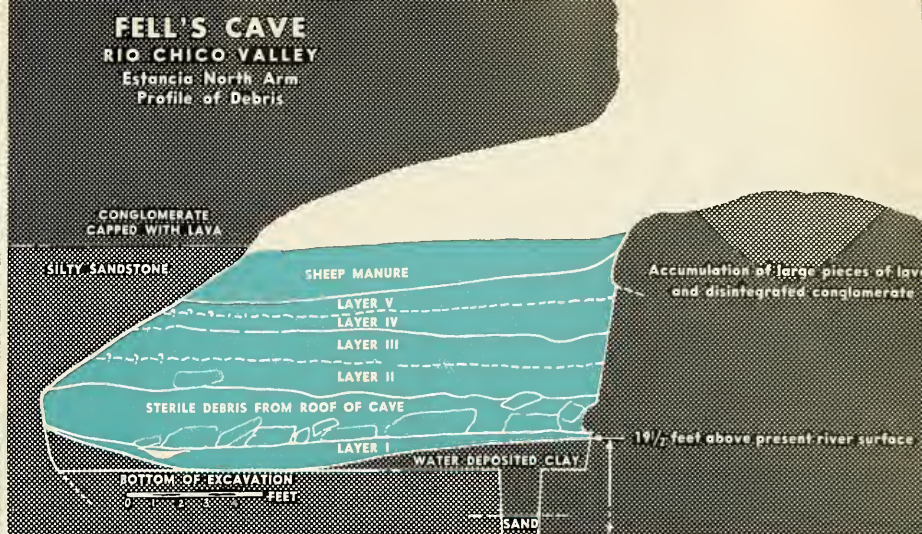 FELL'S CAVE
RIO CHICO VALLEY
Estancia North Arm
Profile of Debris
CONGLOMERATE
CAPPED WITH LAVA
SILTY SANDSTONE
SHEEP MANURE
Accumulation of large pieces of lav
and disintegrated conglomerate
LAYER V
LAYER IV
LAYER III
LAYER II
STERILE DEBRIS FROM ROOF OF CAVE
19½ feet above present river surface
LAYER I
WATER DEPOSITED CLAY
BOTTOM OF EXCAVATION
FEET
SAND